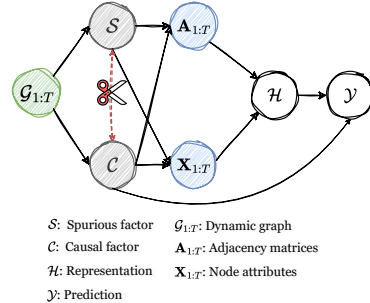 S
A₁:T
G₁:T
H
Y
C
X₁:T
S: Spurious factor
G₁:T: Dynamic graph
C: Causal factor
A₁:T: Adjacency matrices
H: Representation
X₁:T: Node attributes
Y: Prediction